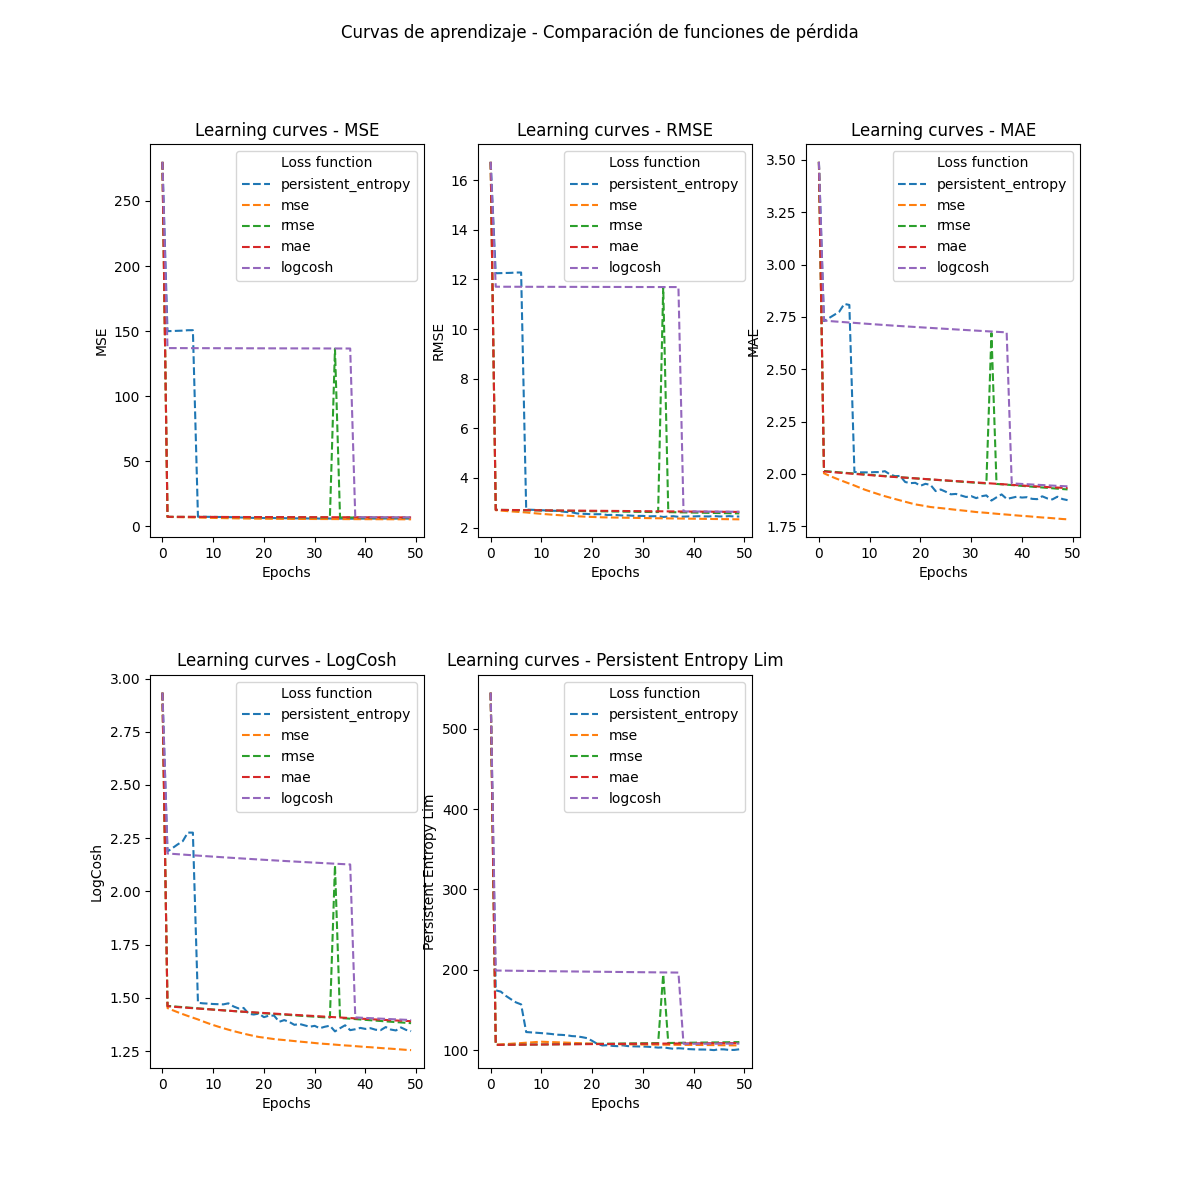 Curvas de aprendizaje - Comparación de funciones de pérdida
Learning curves - MSE
Loss function
persistent_entropy
mse
rmse
mae
logcosh
MSE
250
200
150
100
50
0
0 10 20 30 40 50
Epochs
Learning curves - RMSE
Loss function
persistent_entropy
mse
rmse
mae
logcosh
RMSE
16
14
12
10
8
6
4
2
0 10 20 30 40 50
Epochs
Learning curves - MAE
Loss function
persistent_entropy
mse
rmse
mae
logcosh
MAE
3.50
3.25
3.00
2.75
2.50
2.25
2.00
1.75
0 10 20 30 40 50
Epochs
Learning curves - LogCosh
Loss function
persistent_entropy
mse
rmse
mae
logcosh
LogCosh
3.00
2.75
2.50
2.25
2.00
1.75
1.50
1.25
0 10 20 30 40 50
Epochs
Learning curves - Persistent Entropy Lim
Loss function
persistent_entropy
mse
rmse
mae
logcosh
Persistent Entropy Lim
500
400
300
200
100
0 10 20 30 40 50
Epochs